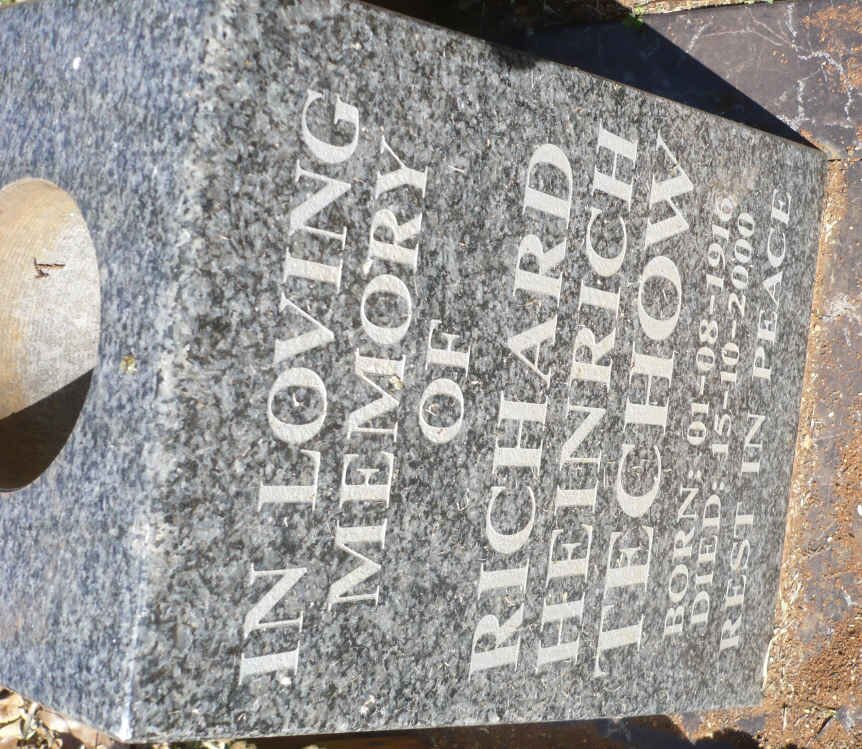 IN LOVING
MEMORY
OF
RICHARD
HEINRICH
TECHOW
BORN: 01-08-1916
DIED: 15-10-2000
REST IN PEACE